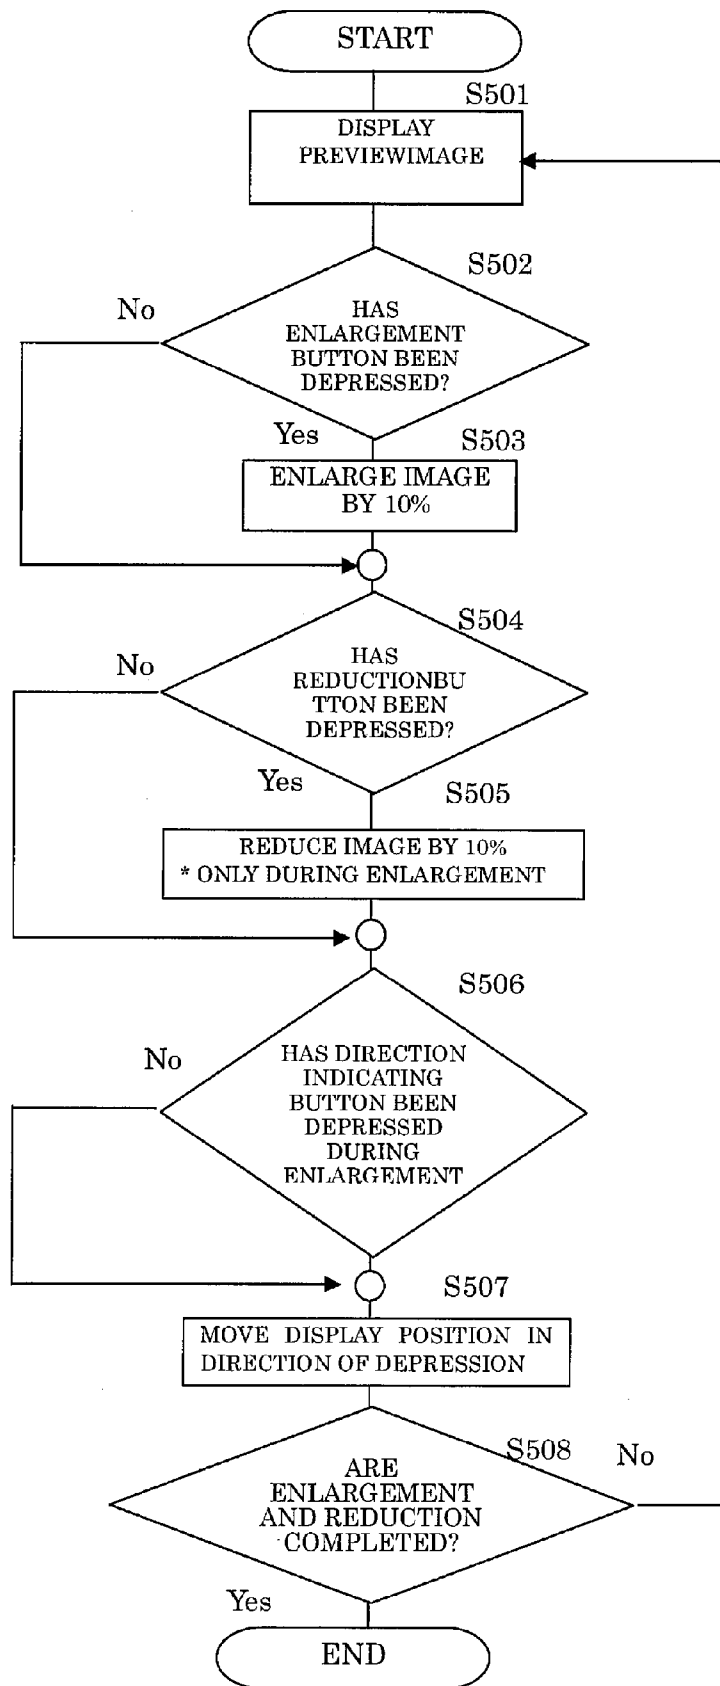 START
S501
DISPLAY
PREVIEWIMAGE
S502
No
HAS
ENLARGEMENT
BUTTON BEEN
DEPRESSED?
Yes
S503
ENLARGE IMAGE
BY 10%
S504
No
HAS
REDUCTIONBU
TTON BEEN
DEPRESSED?
Yes
S505
REDUCE IMAGE BY 10%
* ONLY DURING ENLARGEMENT
S506
No
HAS DIRECTION
INDICATING
BUTTON BEEN
DEPRESSED
DURING
ENLARGEMENT
S507
MOVE DISPLAY POSITION IN
DIRECTION OF DEPRESSION
S508
No
ARE
ENLARGEMENT
AND REDUCTION
COMPLETED?
Yes
END